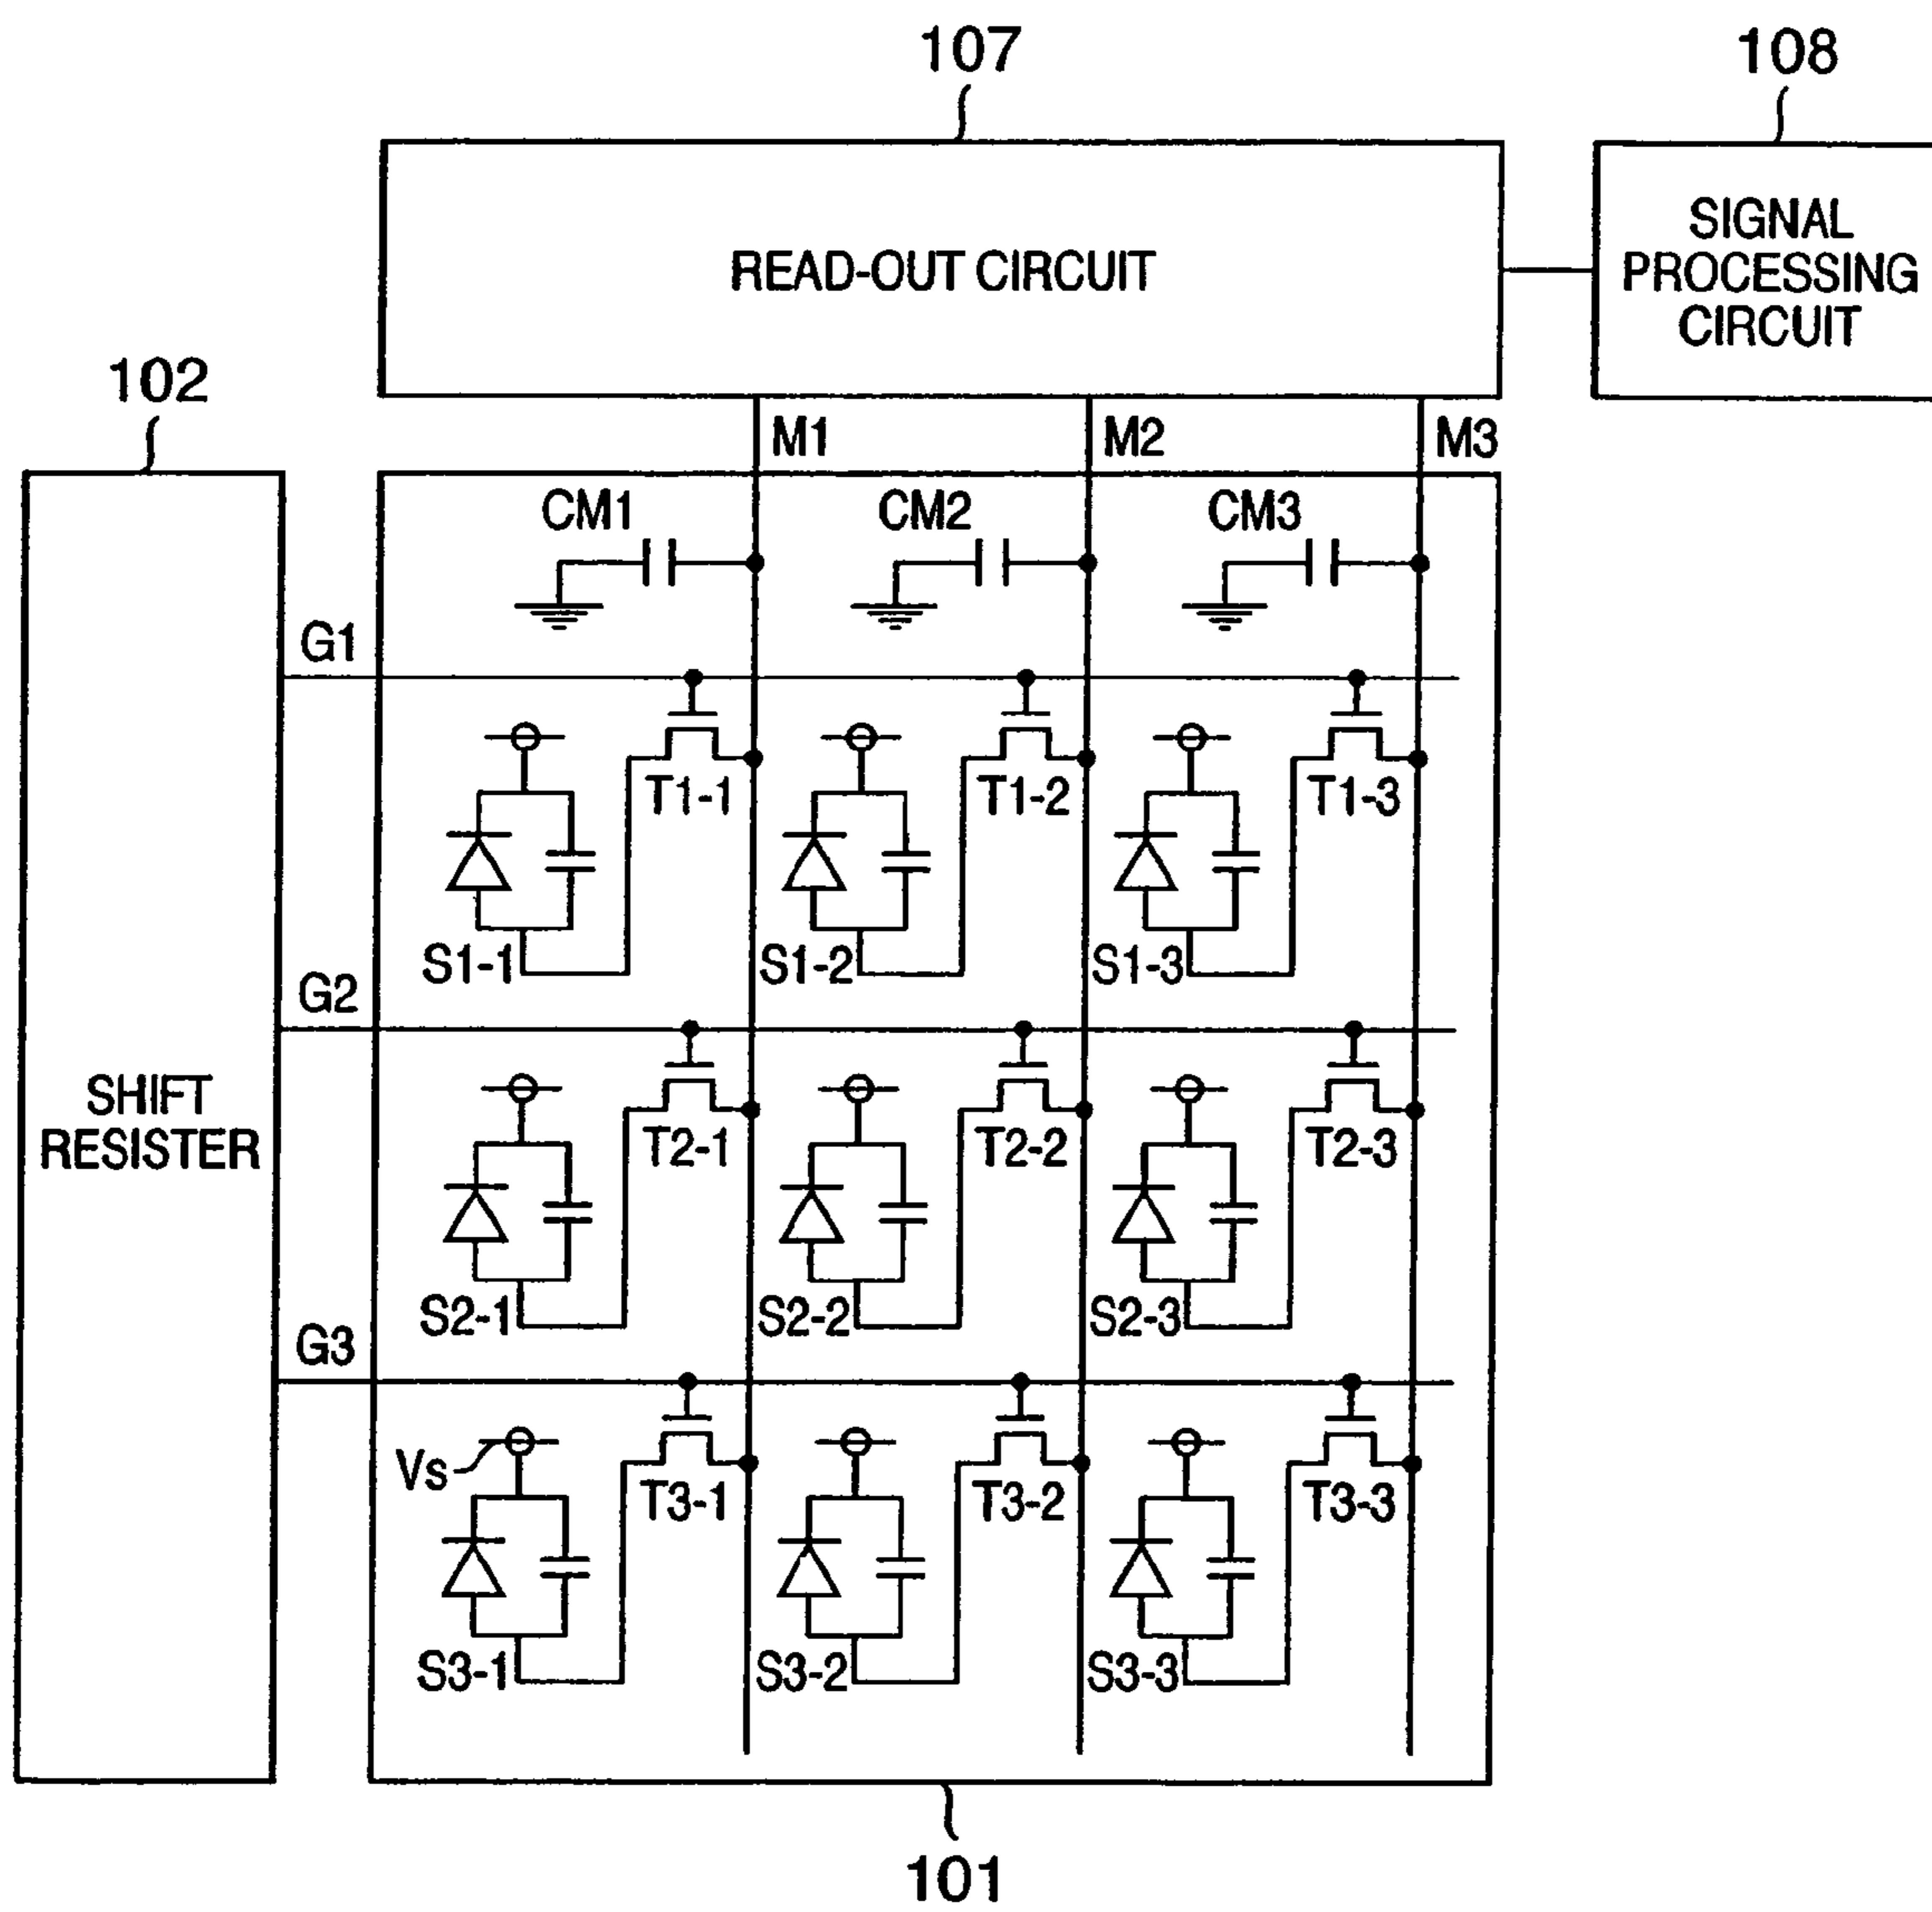 107
108
READ-OUT CIRCUIT
SIGNAL
PROCESSING
CIRCUIT
102
M1
M2
M3
CM1
CM2
CM3
G1
T1-1
T1-2
T1-3
S1-1
S1-2
S1-3
G2
SHIFT
RESISTER
T2-1
T2-2
T2-3
S2-1
S2-2
S2-3
G3
Vs
T3-1
T3-2
T3-3
S3-1
S3-2
S3-3
101